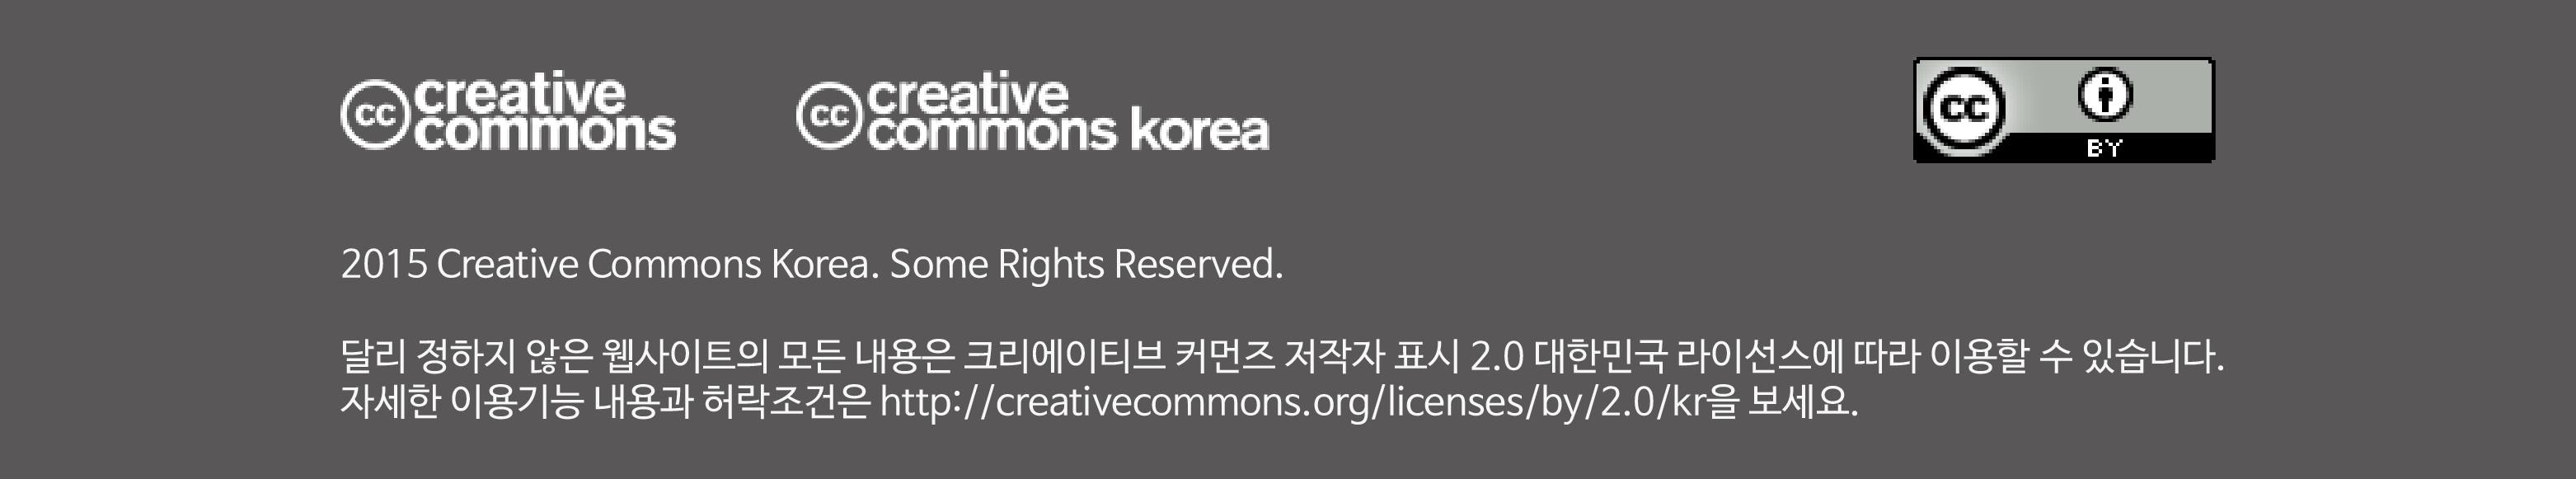 cc creative commons
cc creative commons korea
cc BY
2015 Creative Commons Korea. Some Rights Reserved.
달리 정하지 않은 웹사이트의 모든 내용은 크리에이티브 커먼즈 저작자 표시 2.0 대한민국 라이선스에 따라 이용할 수 있습니다.
자세한 이용기능 내용과 허락조건은 http://creativecommons.org/licenses/by/2.0/kr을 보세요.